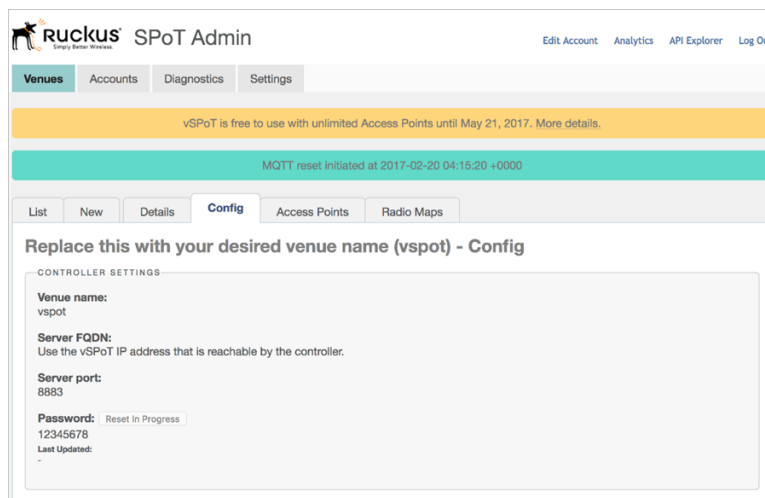 RUCKUS SPoT Admin
Simply Better Wireless.
Edit Account Analytics API Explorer Log Ou
Venues Accounts Diagnostics Settings
vSPoT is free to use with unlimited Access Points until May 21, 2017. More details.
MQTT reset initiated at 2017-02-20 04:15:20 +0000
List New Details Config Access Points Radio Maps
Replace this with your desired venue name (vspot) - Config
CONTROLLER SETTINGS
Venue name:
vspot
Server FQDN:
Use the vSPoT IP address that is reachable by the controller.
Server port:
8883
Password: Reset In Progress
12345678
Last Updated:
-